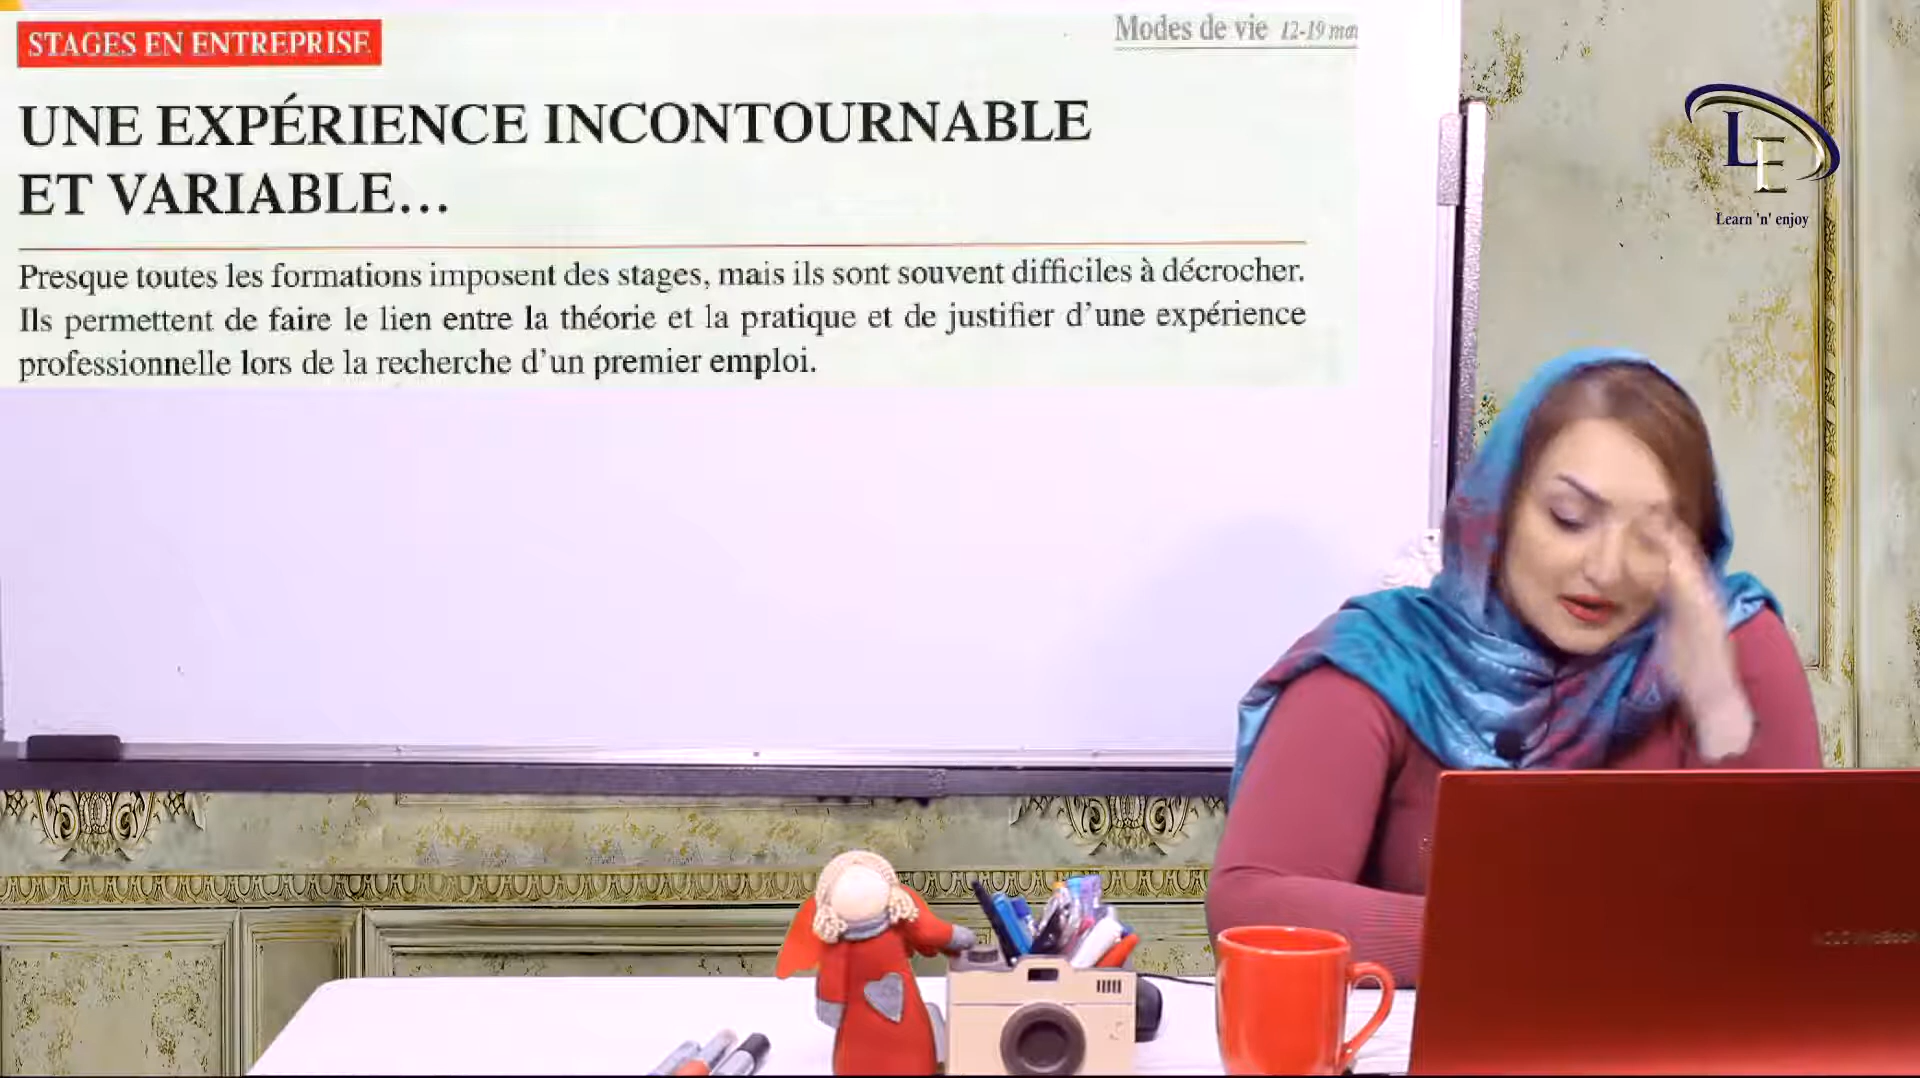 STAGES EN ENTREPRISE
Modes de vie 12-19
UNE EXPÉRIENCE INCONTOURNABLE
ET VARIABLE...
Presque toutes les formations imposent des stages, mais ils sont souvent difficiles à décrocher.
Ils permettent de faire le lien entre la théorie et la pratique et de justifier d'une expérience
professionnelle lors de la recherche d'un premier emploi.
LE
Learn 'n' enjoy